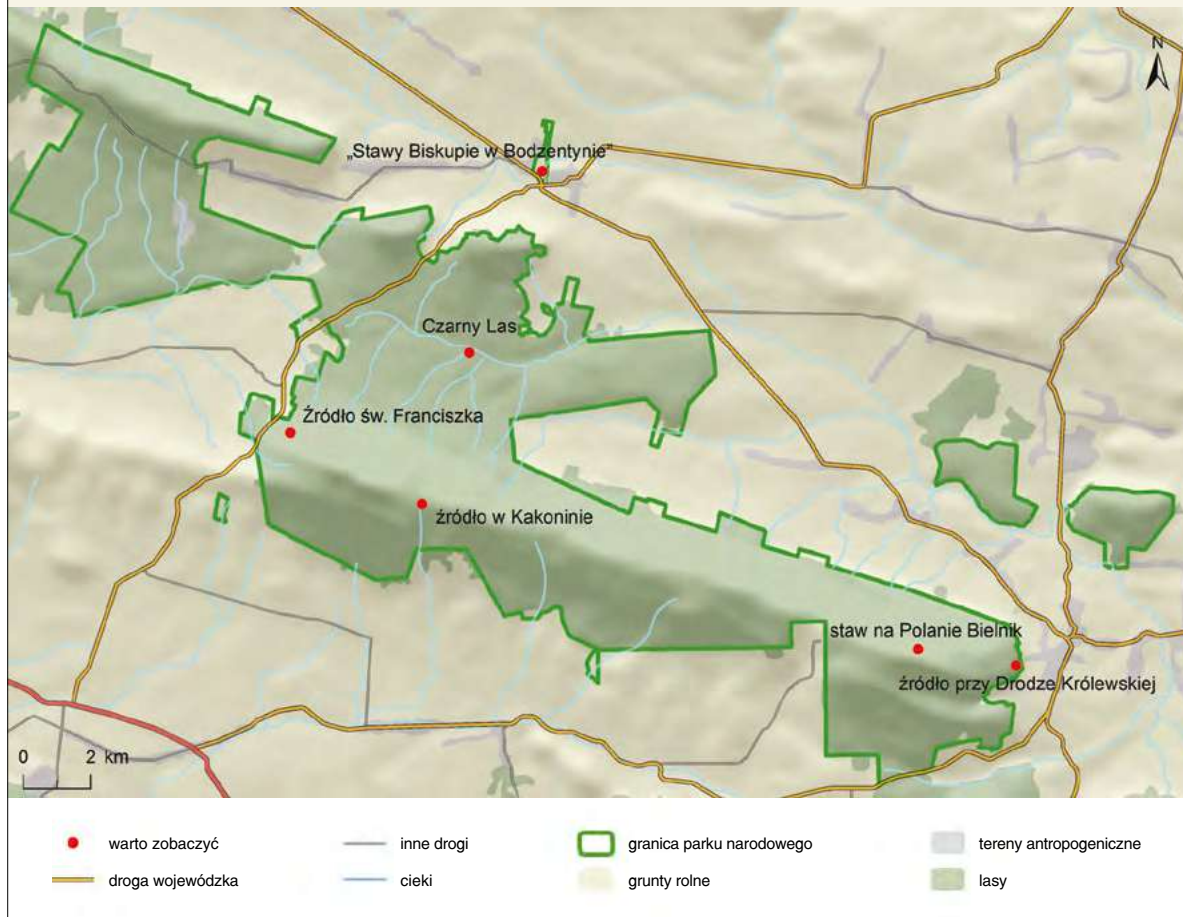 N
„Stawy Biskupie w Bodzentynie”
Czarny Las
Źródło św. Franciszka
źródło w Kakoninie
staw na Polanie Bielnik
źródło przy Drodze Królewskiej
0 2 km
warto zobaczyć
inne drogi
granica parku narodowego
tereny antropogeniczne
droga wojewódzka
cieki
grunty rolne
lasy